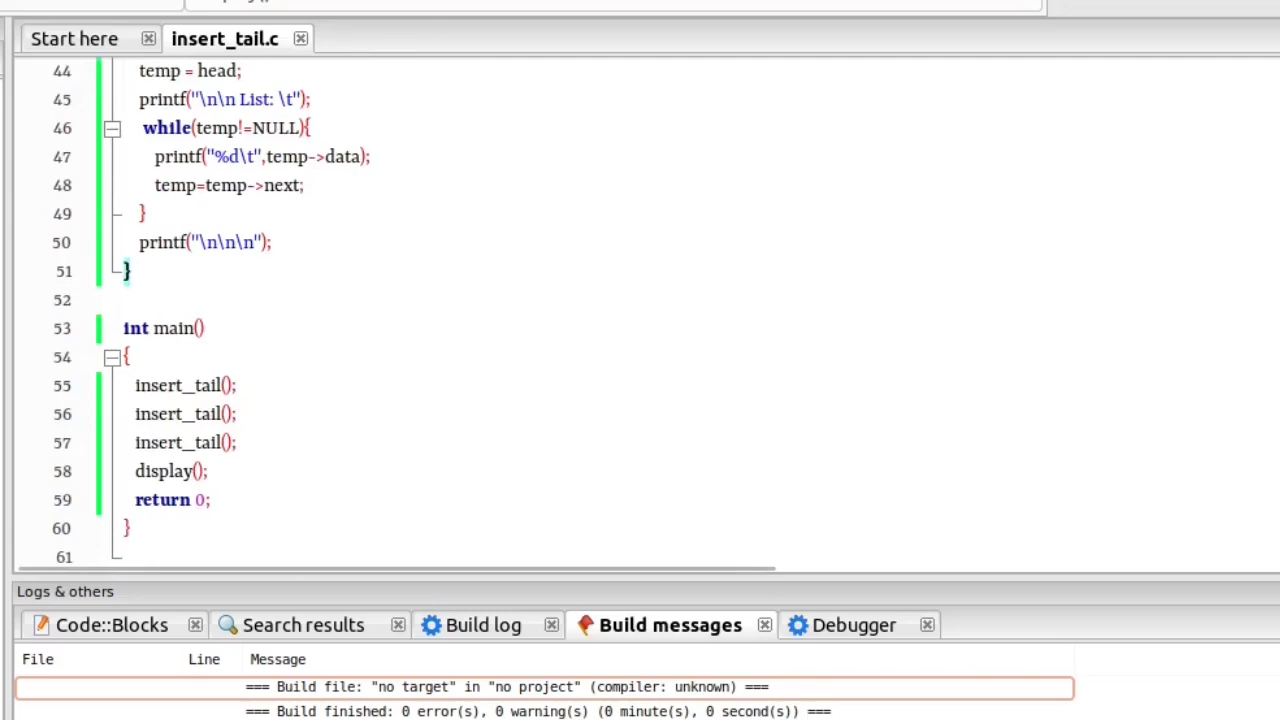 Start here insert_tail.c
44 temp = head;
45 printf("\n\n List: \t");
46 while(temp!=NULL){
47 printf("%d\t",temp->data);
48 temp=temp->next;
49 }
50 printf("\n\n\n");
51 }
52
53 int main()
54 {
55 insert_tail();
56 insert_tail();
57 insert_tail();
58 display();
59 return 0;
60 }
61
Logs & others
Code::Blocks Search results Build log Build messages Debugger
File Line Message
=== Build file: "no target" in "no project" (compiler: unknown) ===
=== Build finished: 0 error(s), 0 warning(s) (0 minute(s), 0 second(s)) ===